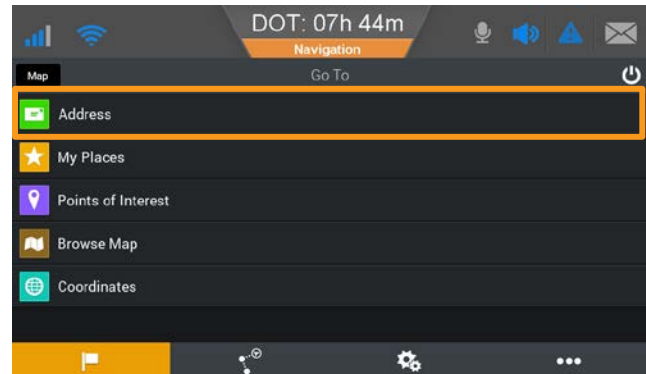 DOT: 07h 44m
Navigation
Map
Go To
Address
My Places
Points of Interest
Browse Map
Coordinates